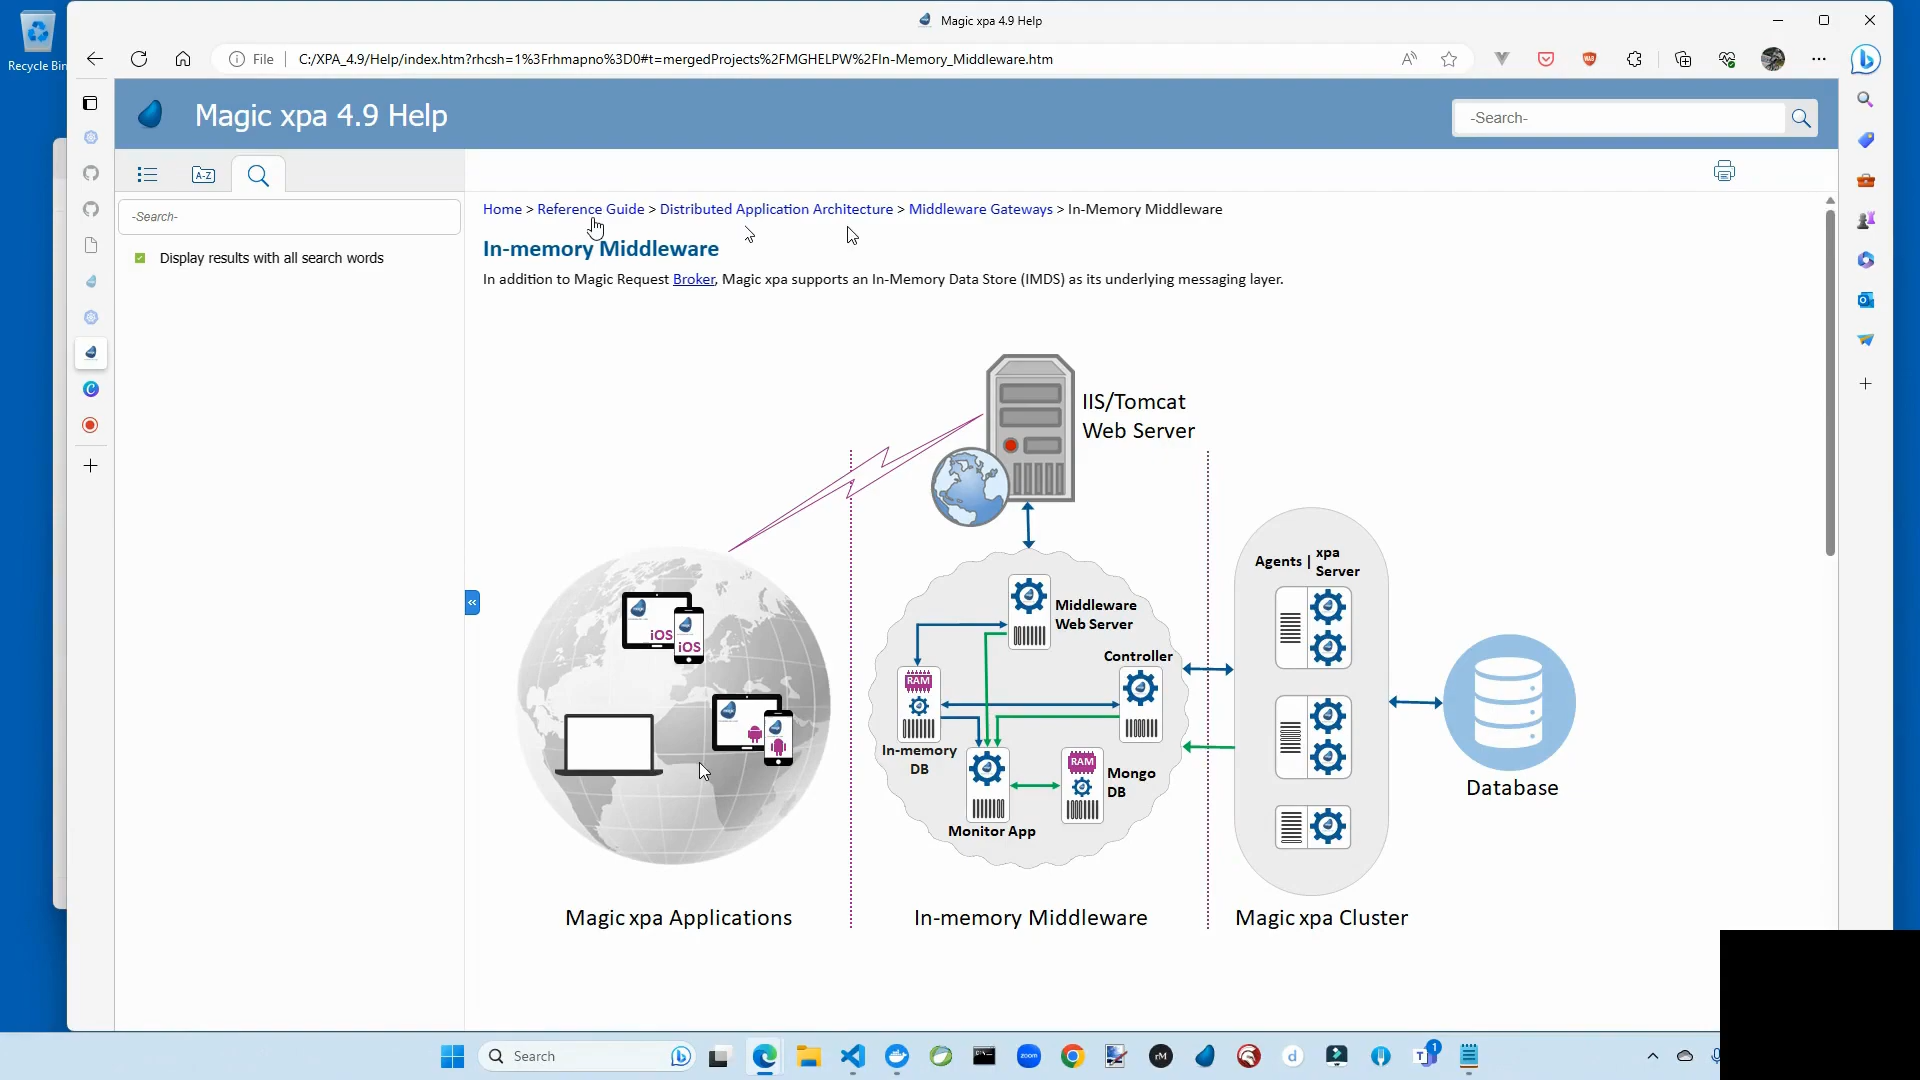 Recycle Bin
Magic xpa 4.9 Help
File
C:/XPA_4.9/Help/index.htm?rhcsh=1%3Frhmapno%3D0#t=mergedProjects%2FMGHELPW%2FIn-Memory_Middleware.htm
Magic xpa 4.9 Help
-Search-
A-Z
-Search-
Display results with all search words
Home > Reference Guide > Distributed Application Architecture > Middleware Gateways > In-Memory Middleware
In-memory Middleware
In addition to Magic Request Broker, Magic xpa supports an In-Memory Data Store (IMDS) as its underlying messaging layer.
IIS/Tomcat
Web Server
Agents | xpa
Server
iOS
iOS
Middleware
Web Server
Controller
RAM
In-memory
DB
RAM
Mongo
DB
Monitor App
Database
Magic xpa Applications
In-memory Middleware
Magic xpa Cluster
Search
zoom
rM
d
1